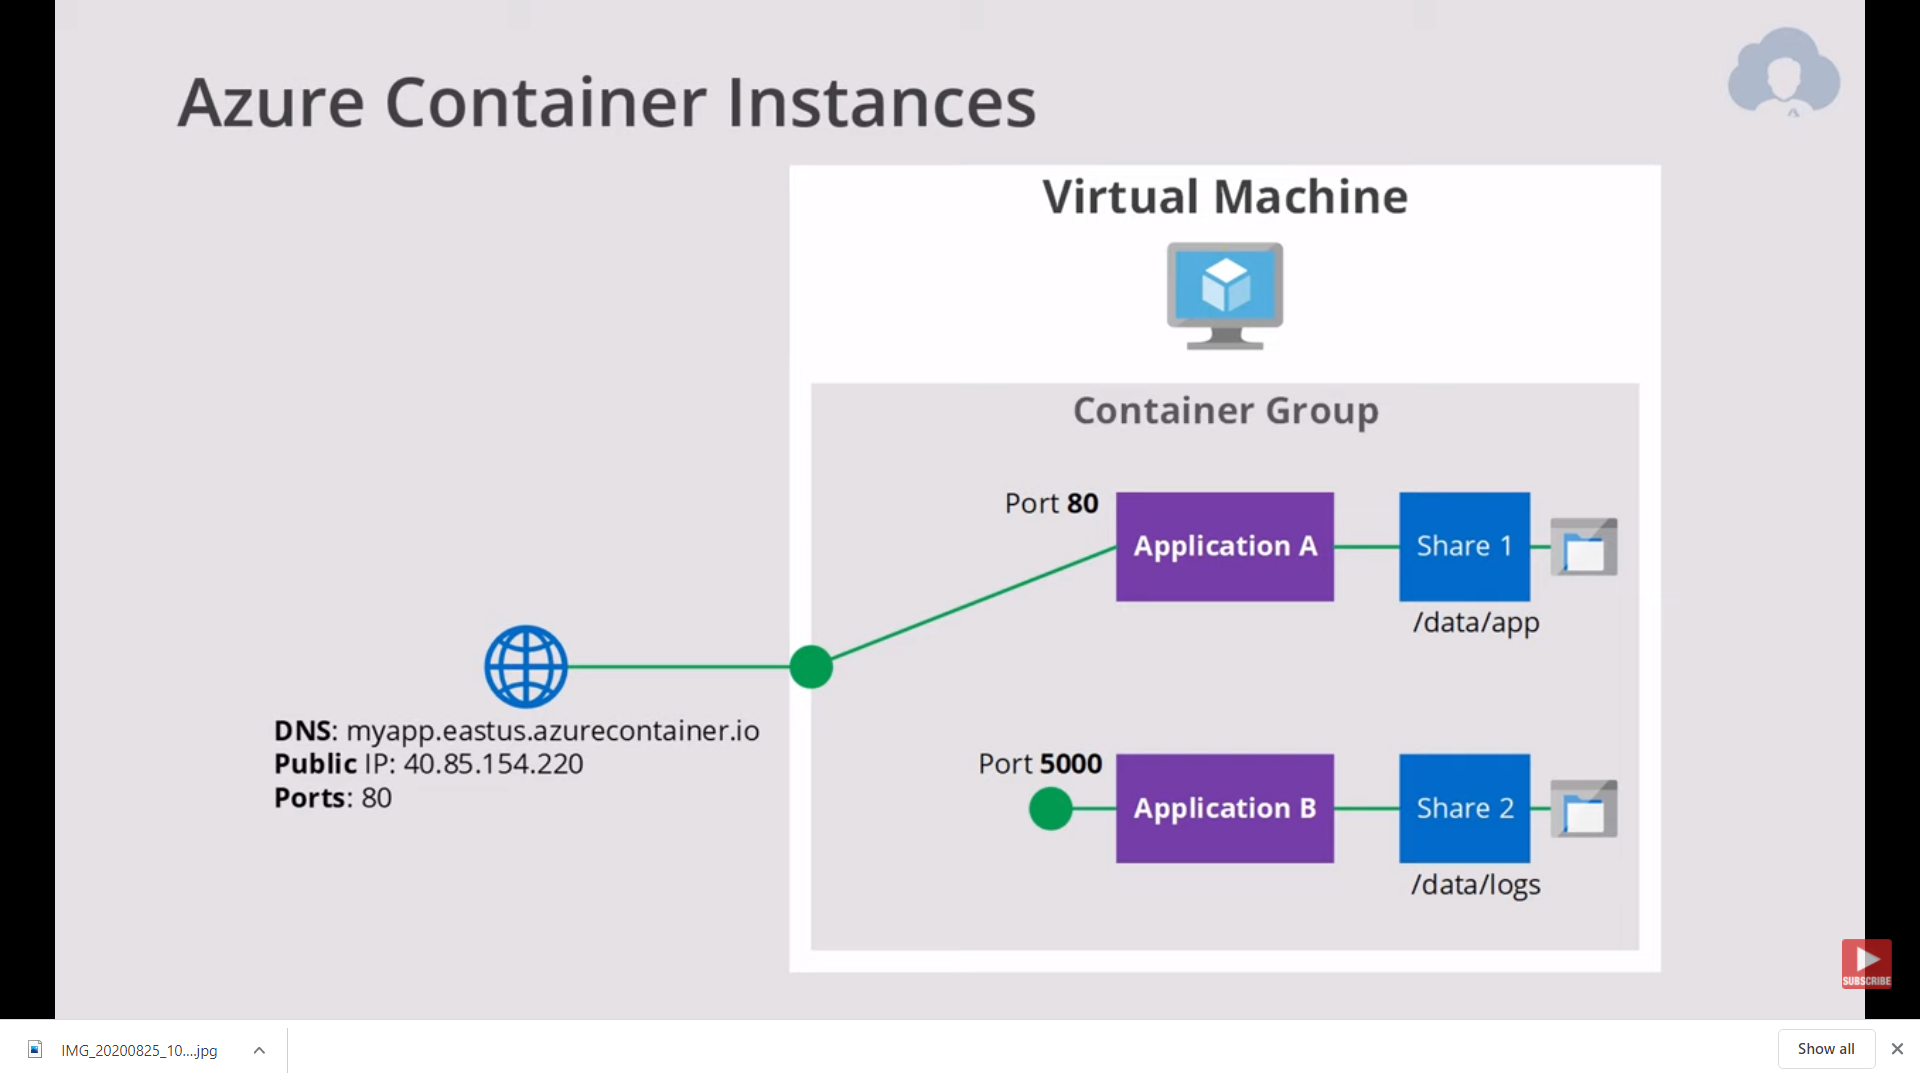 Azure Container Instances
Virtual Machine
Container Group
Port 80
Application A
Share 1
/data/app
DNS: myapp.eastus.azurecontainer.io
Public IP: 40.85.154.220
Ports: 80
Port 5000
Application B
Share 2
/data/logs
SUBSCRIBE
IMG_20200825_10....jpg
Show all